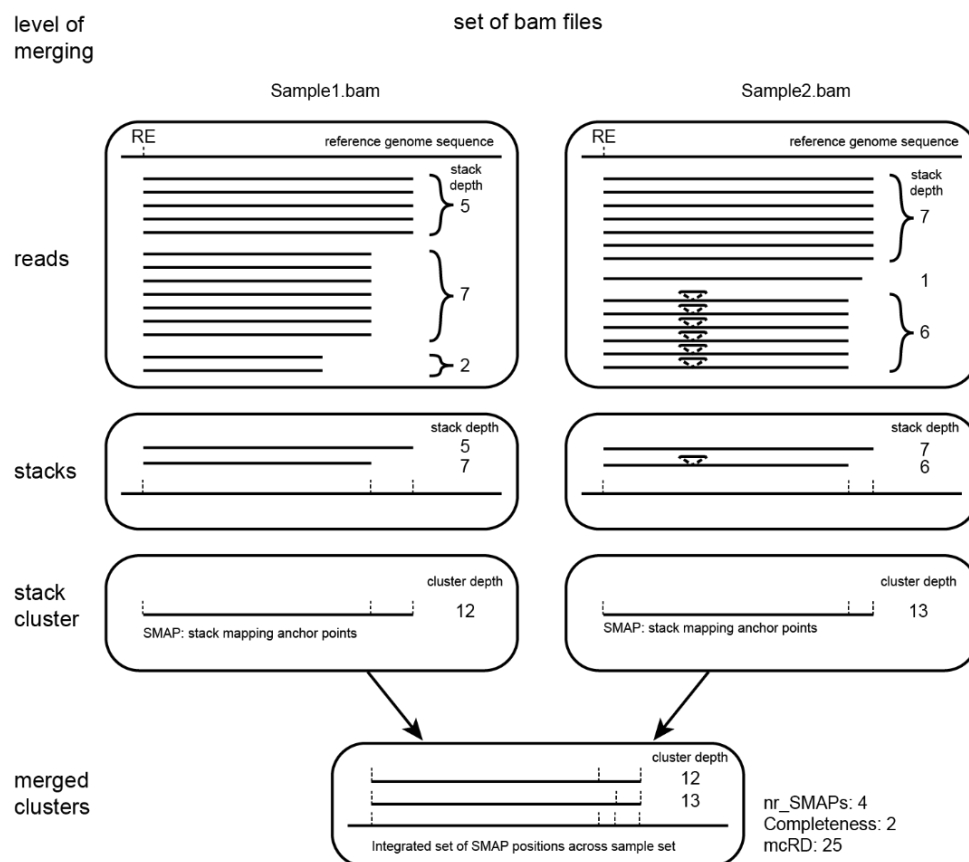 level of
merging
set of bam files
Sample1.bam
Sample2.bam
reads
RE
reference genome sequence
stack
depth
5
7
2
RE
reference genome sequence
stack
depth
7
1
6
stacks
stack depth
5
7
stack depth
7
6
stack
cluster
cluster depth
12
SMAP: stack mapping anchor points
cluster depth
13
SMAP: stack mapping anchor points
merged
clusters
cluster depth
12
13
Integrated set of SMAP positions across sample set
nr_SMAPs: 4
Completeness: 2
mcRD: 25